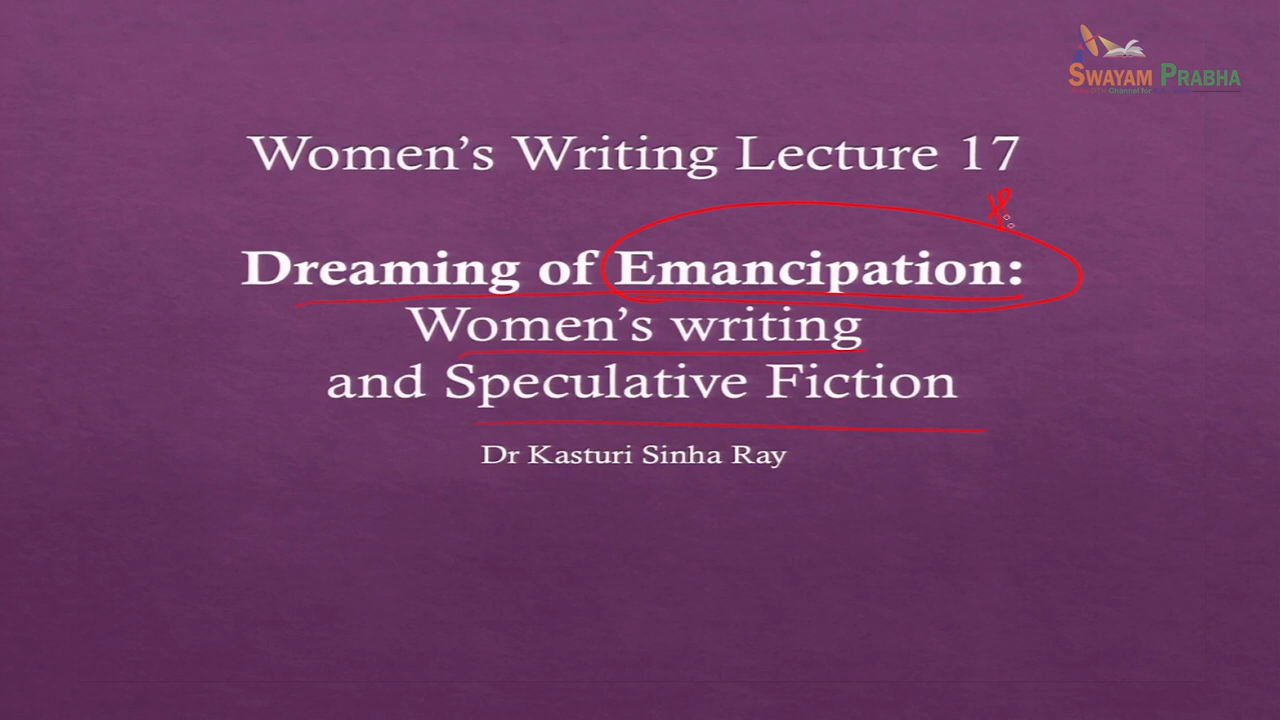 SWAYAM PRABHA
Women's Writing Lecture 17
Dreaming of Emancipation:
Women's writing
and Speculative Fiction
Dr Kasturi Sinha Ray